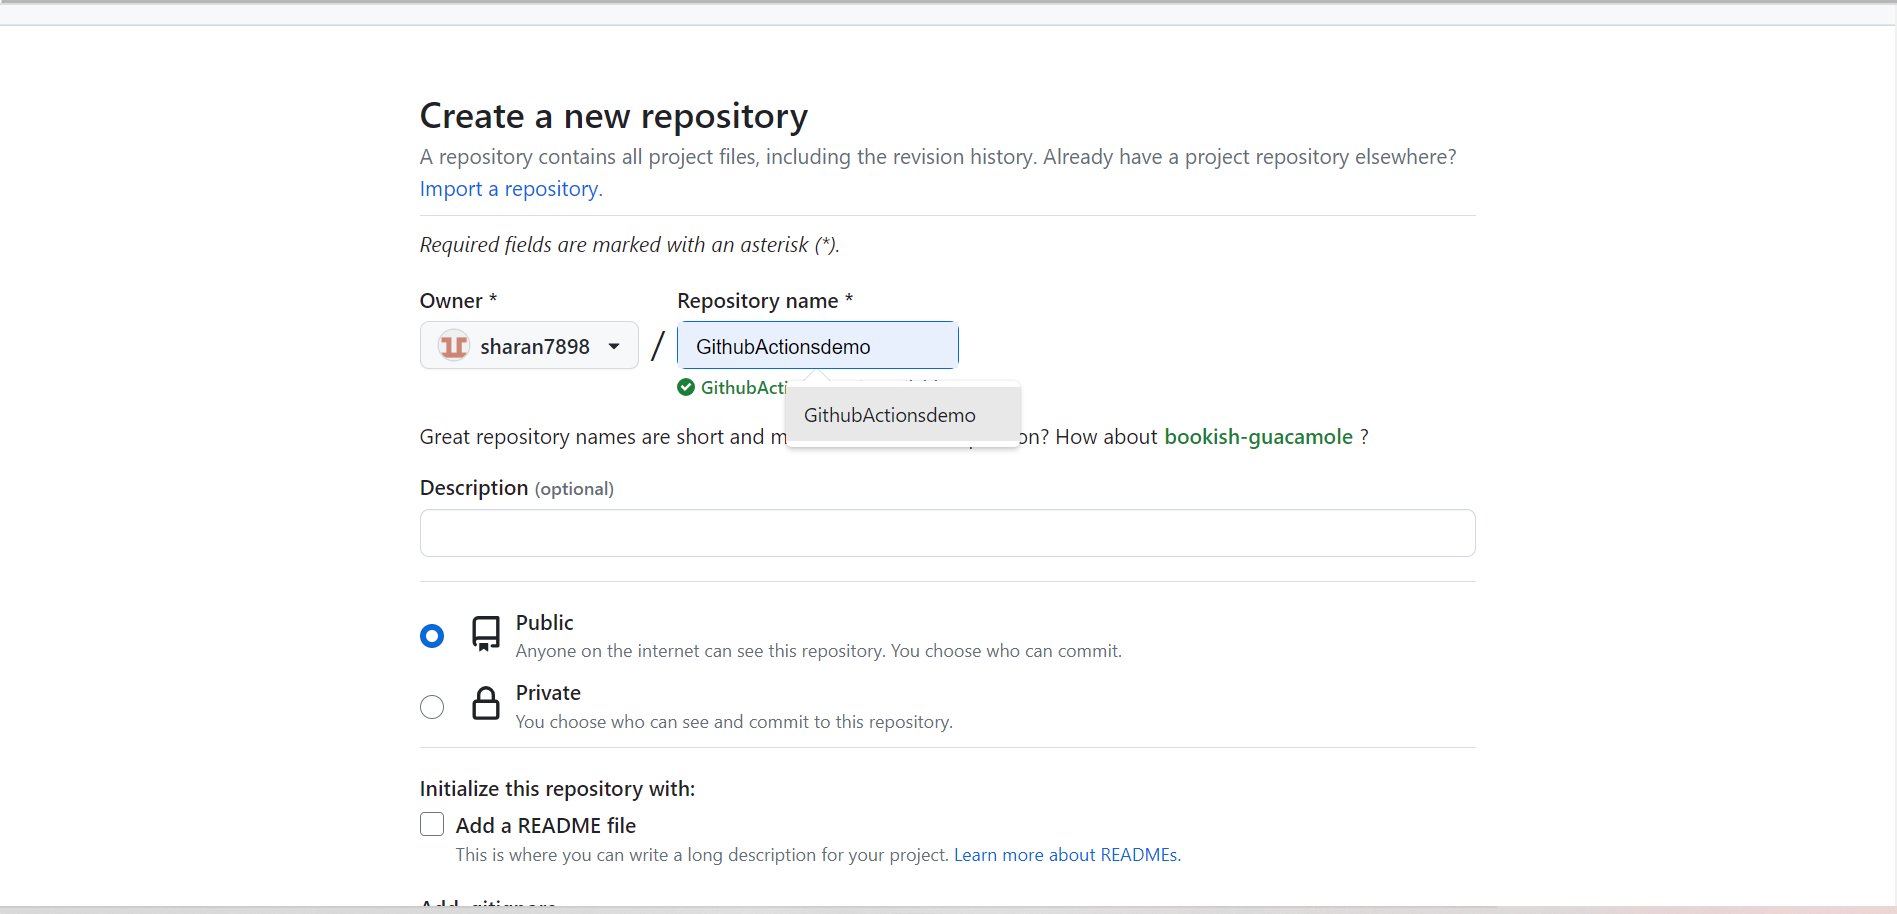 Create a new repository
A repository contains all project files, including the revision history. Already have a project repository elsewhere?
Import a repository.
Required fields are marked with an asterisk (*).
Owner *
Repository name *
sharan7898
/
GithubActionsdemo
GithubActi
GithubActionsdemo
Great repository names are short and m on? How about bookish-guacamole ?
Description (optional)
Public
Anyone on the internet can see this repository. You choose who can commit.
Private
You choose who can see and commit to this repository.
Initialize this repository with:
Add a README file
This is where you can write a long description for your project. Learn more about READMEs.
Add .gitignore